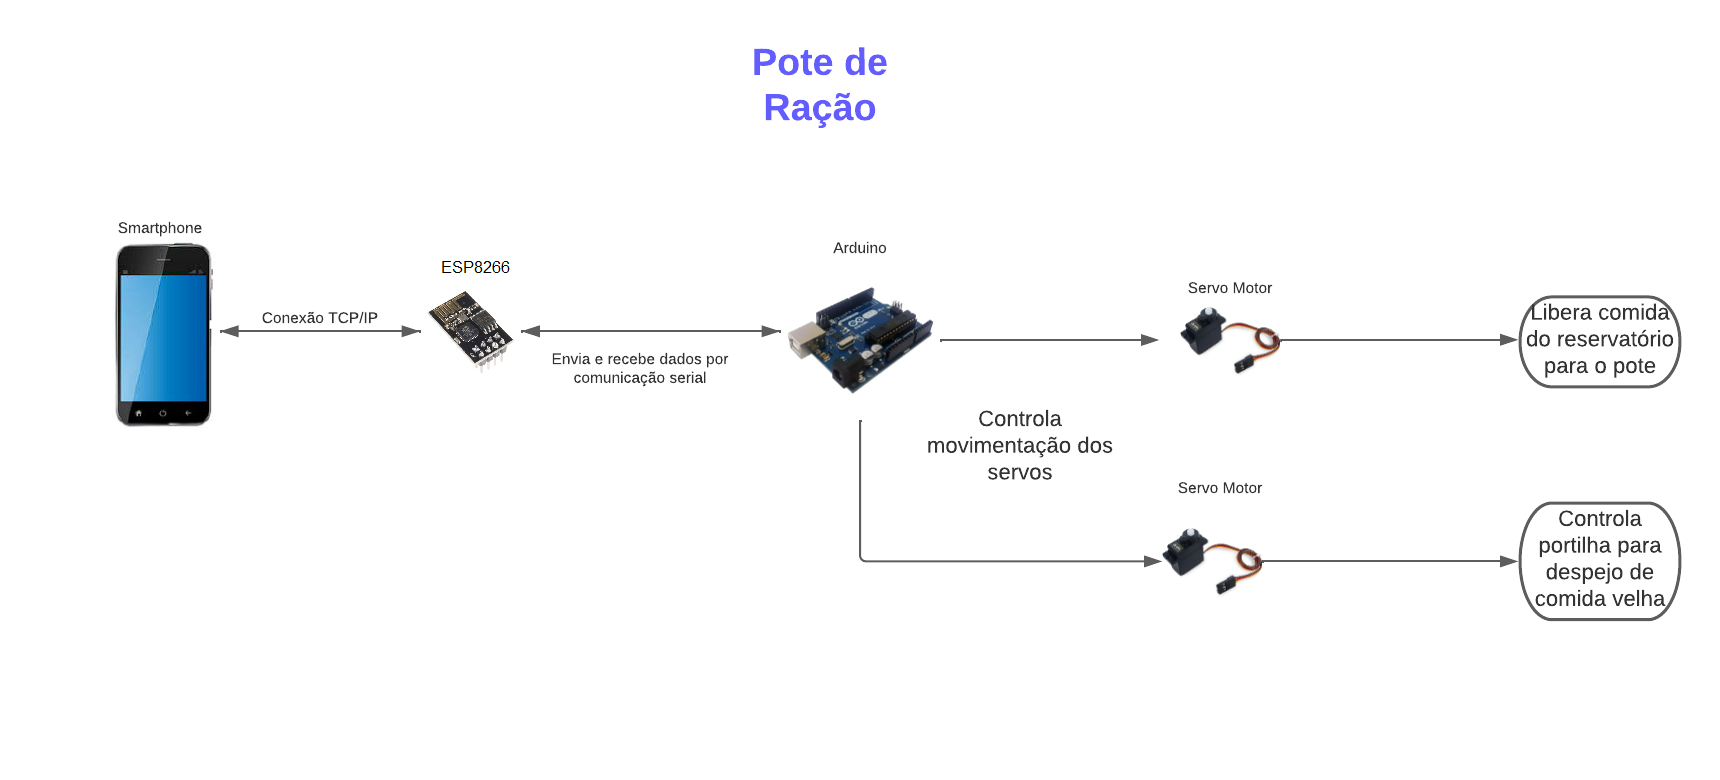 Pote de
Ração
Smartphone
Conexão TCP/IP
ESP8266
Envia e recebe dados por
comunicação serial
Arduino
Controla
movimentação dos
servos
Servo Motor
Libera comida
do reservatório
para o pote
Servo Motor
Controla
portilha para
despejo de
comida velha